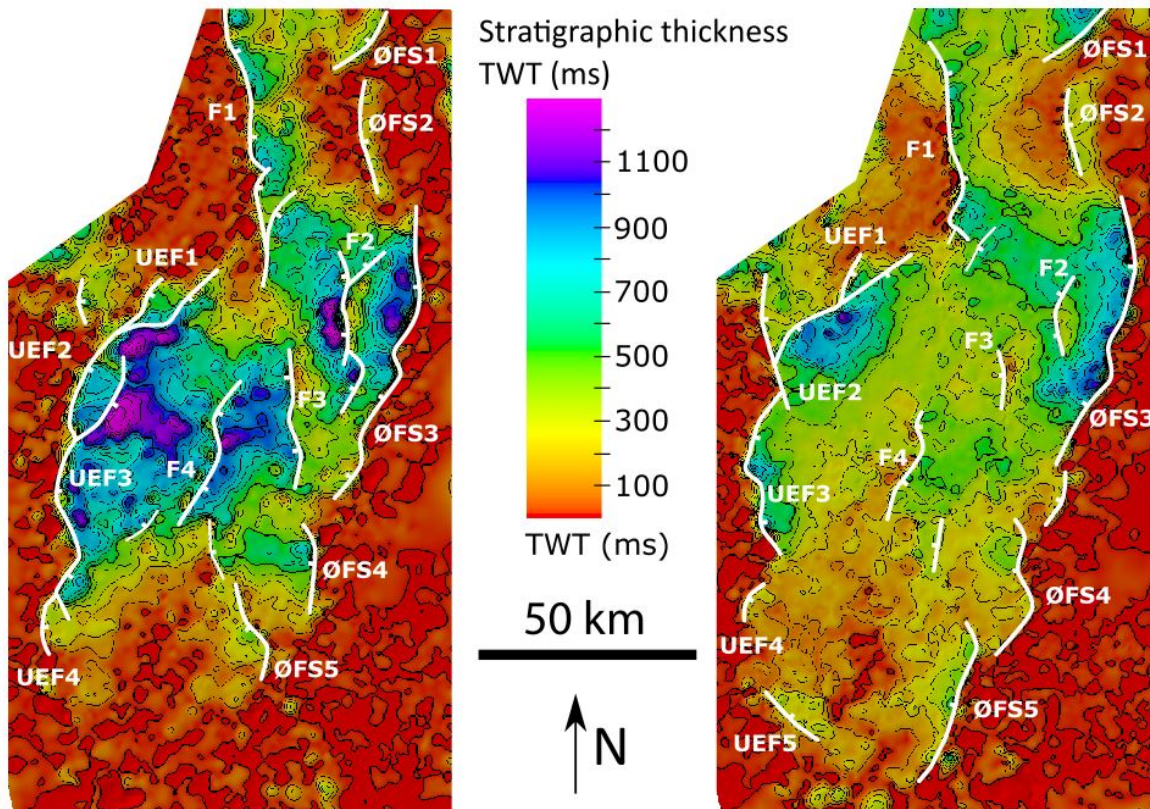 Stratigraphic thickness
TWT (ms)
1100
900
700
500
300
100
TWT (ms)
50 km
N
ØFS1
F1
ØFS2
F2
UEF1
UEF2
F3
ØFS3
F4
UEF3
ØFS4
UEF4
ØFS5
ØFS1
ØFS2
F1
UEF1
F2
F3
UEF2
ØFS3
F4
UEF3
ØFS4
UEF4
ØFS5
UEF5